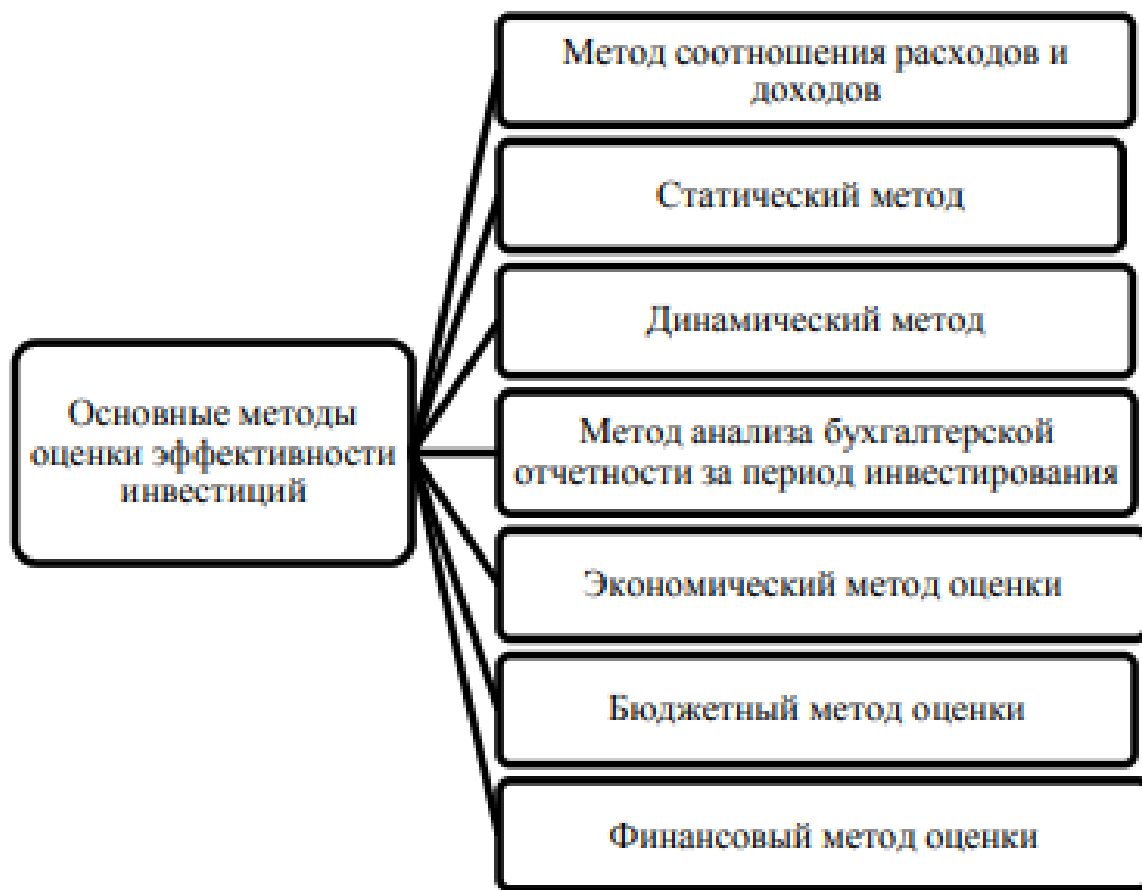 Метод соотношения расходов и
доходов
Статический метод
Динамический метод
Основные методы
оценки эффективности
инвестиций
Метод анализа бухгалтерской
отчетности за период инвестирования
Экономический метод оценки
Бюджетный метод оценки
Финансовый метод оценки